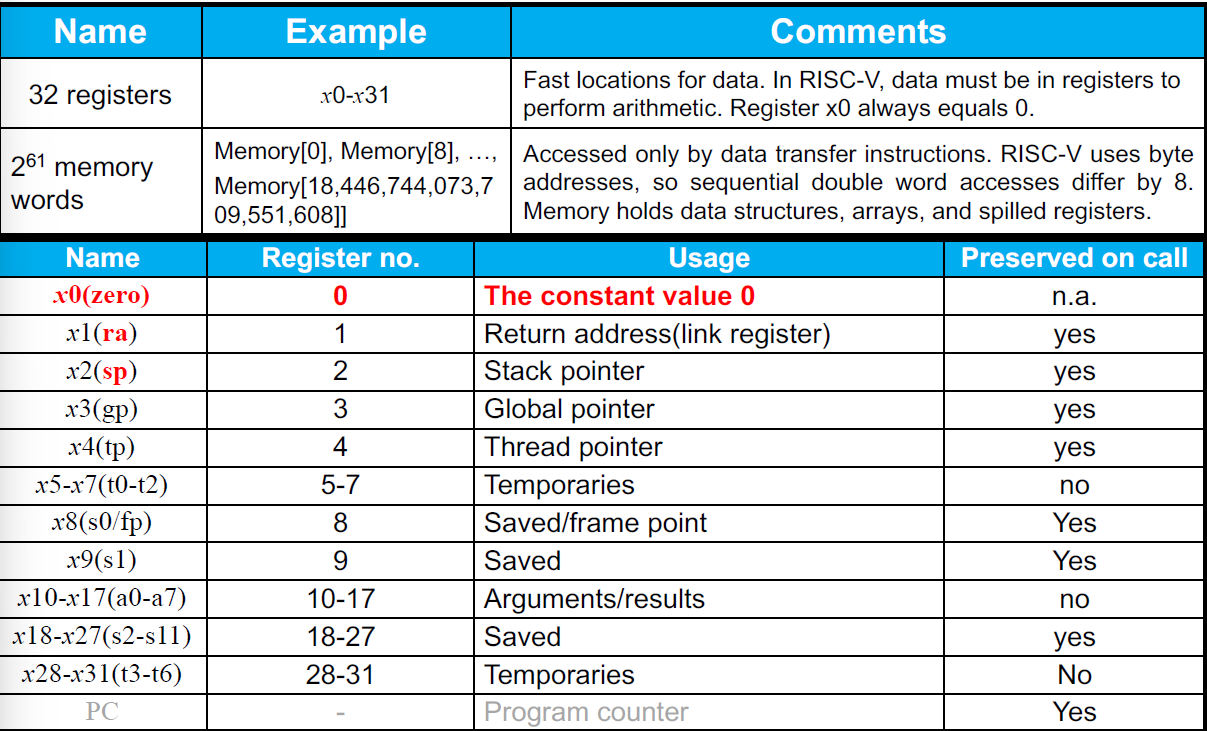 Name Example Comments
32 registers x0-x31 Fast locations for data. In RISC-V, data must be in registers to
perform arithmetic. Register x0 always equals 0.
2^61 memory
words
Memory[0], Memory[8], …,
Memory[18,446,744,073,7
09,551,608]]
Accessed only by data transfer instructions. RISC-V uses byte
addresses, so sequential double word accesses differ by 8.
Memory holds data structures, arrays, and spilled registers.
Name Register no. Usage Preserved on call
x0(zero) 0 The constant value 0 n.a.
x1(ra) 1 Return address(link register) yes
x2(sp) 2 Stack pointer yes
x3(gp) 3 Global pointer yes
x4(tp) 4 Thread pointer yes
x5-x7(t0-t2) 5-7 Temporaries no
x8(s0/fp) 8 Saved/frame point Yes
x9(s1) 9 Saved Yes
x10-x17(a0-a7) 10-17 Arguments/results no
x18-x27(s2-s11) 18-27 Saved yes
x28-x31(t3-t6) 28-31 Temporaries No
PC - Program counter Yes